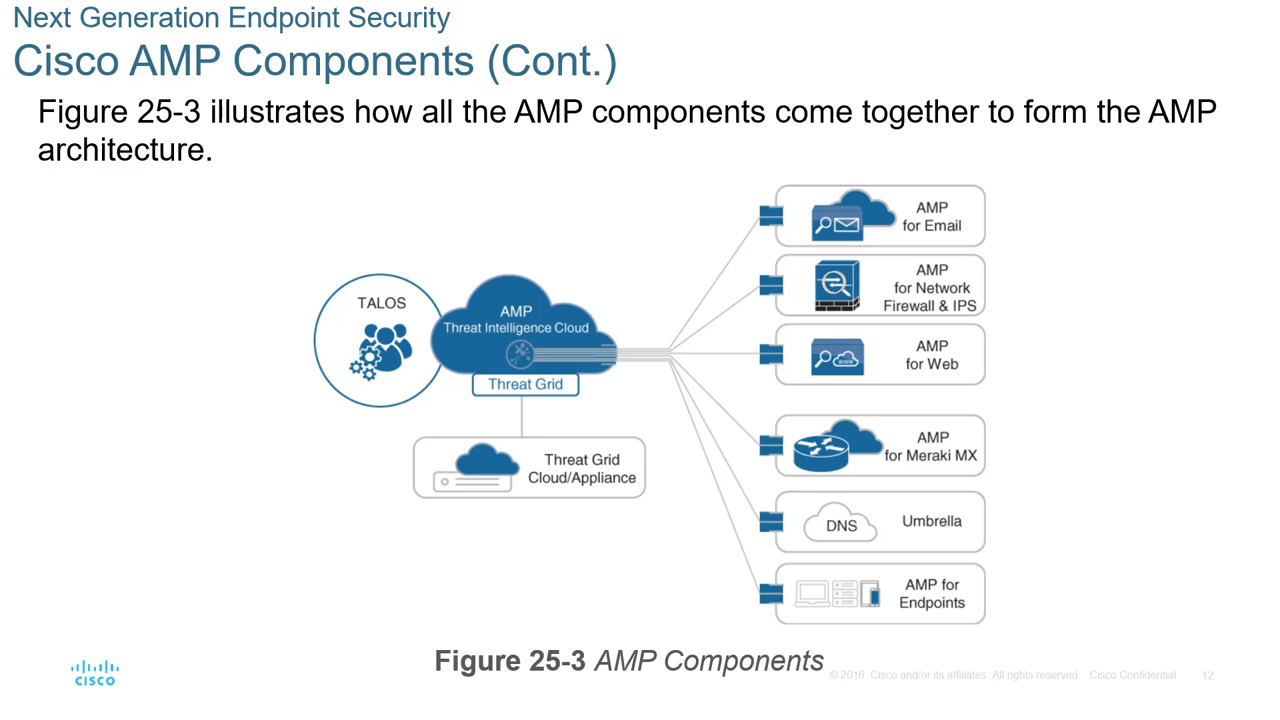 Next Generation Endpoint Security
Cisco AMP Components (Cont.)
Figure 25-3 illustrates how all the AMP components come together to form the AMP
architecture.
TALOS
AMP
Threat Intelligence Cloud
Threat Grid
Threat Grid
Cloud/Appliance
AMP
for Email
AMP
for Network
Firewall & IPS
WWW
AMP
for Web
AMP
for Meraki MX
DNS
Umbrella
AMP for
Endpoints
Figure 25-3 AMP Components
CISCO
© 2016 Cisco and/or its affiliates. All rights reserved. Cisco Confidential
12